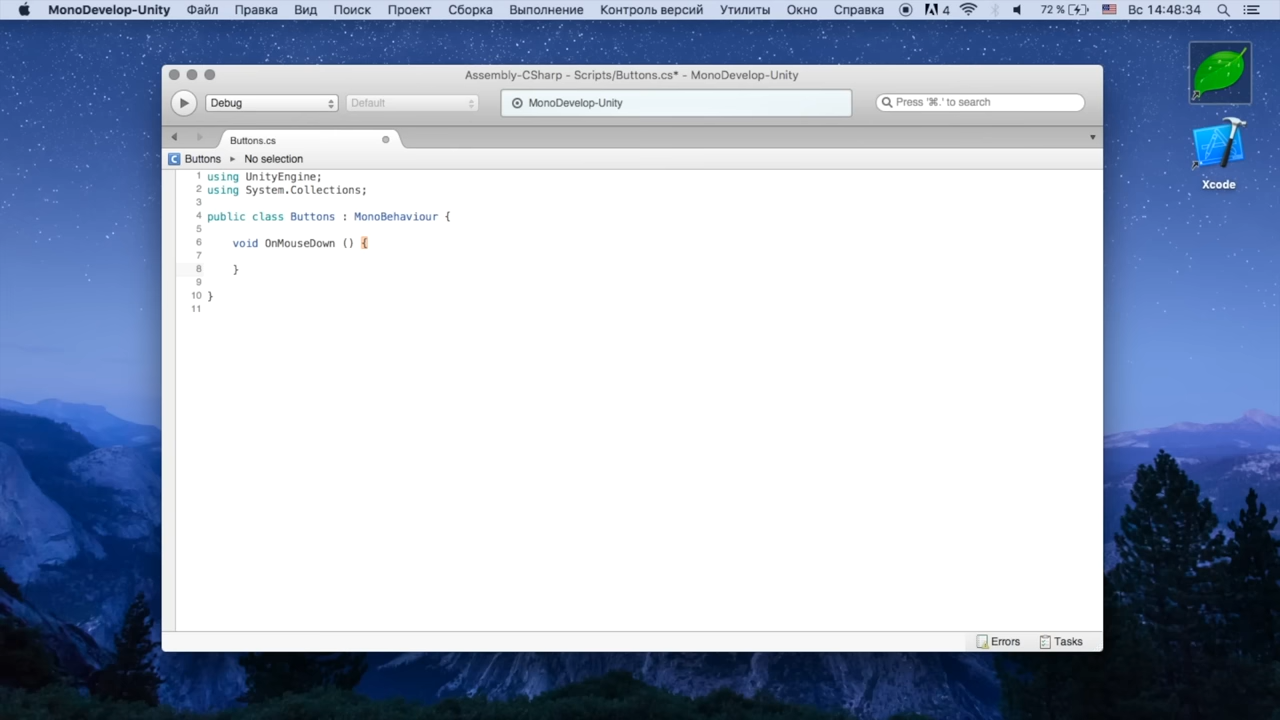 MonoDevelop-Unity Файл Правка Вид Поиск Проект Сборка Выполнение Контроль версий Утилиты Окно Справка 4 72 % Вс 14:48:34
Assembly-CSharp - Scripts/Buttons.cs* - MonoDevelop-Unity
Debug Default MonoDevelop-Unity Press '⌘.' to search
Buttons.cs
C Buttons No selection
1 using UnityEngine;
2 using System.Collections;
3
4 public class Buttons : MonoBehaviour {
5
6 void OnMouseDown () {
7
8 }
9
10 }
11
Xcode
Errors Tasks